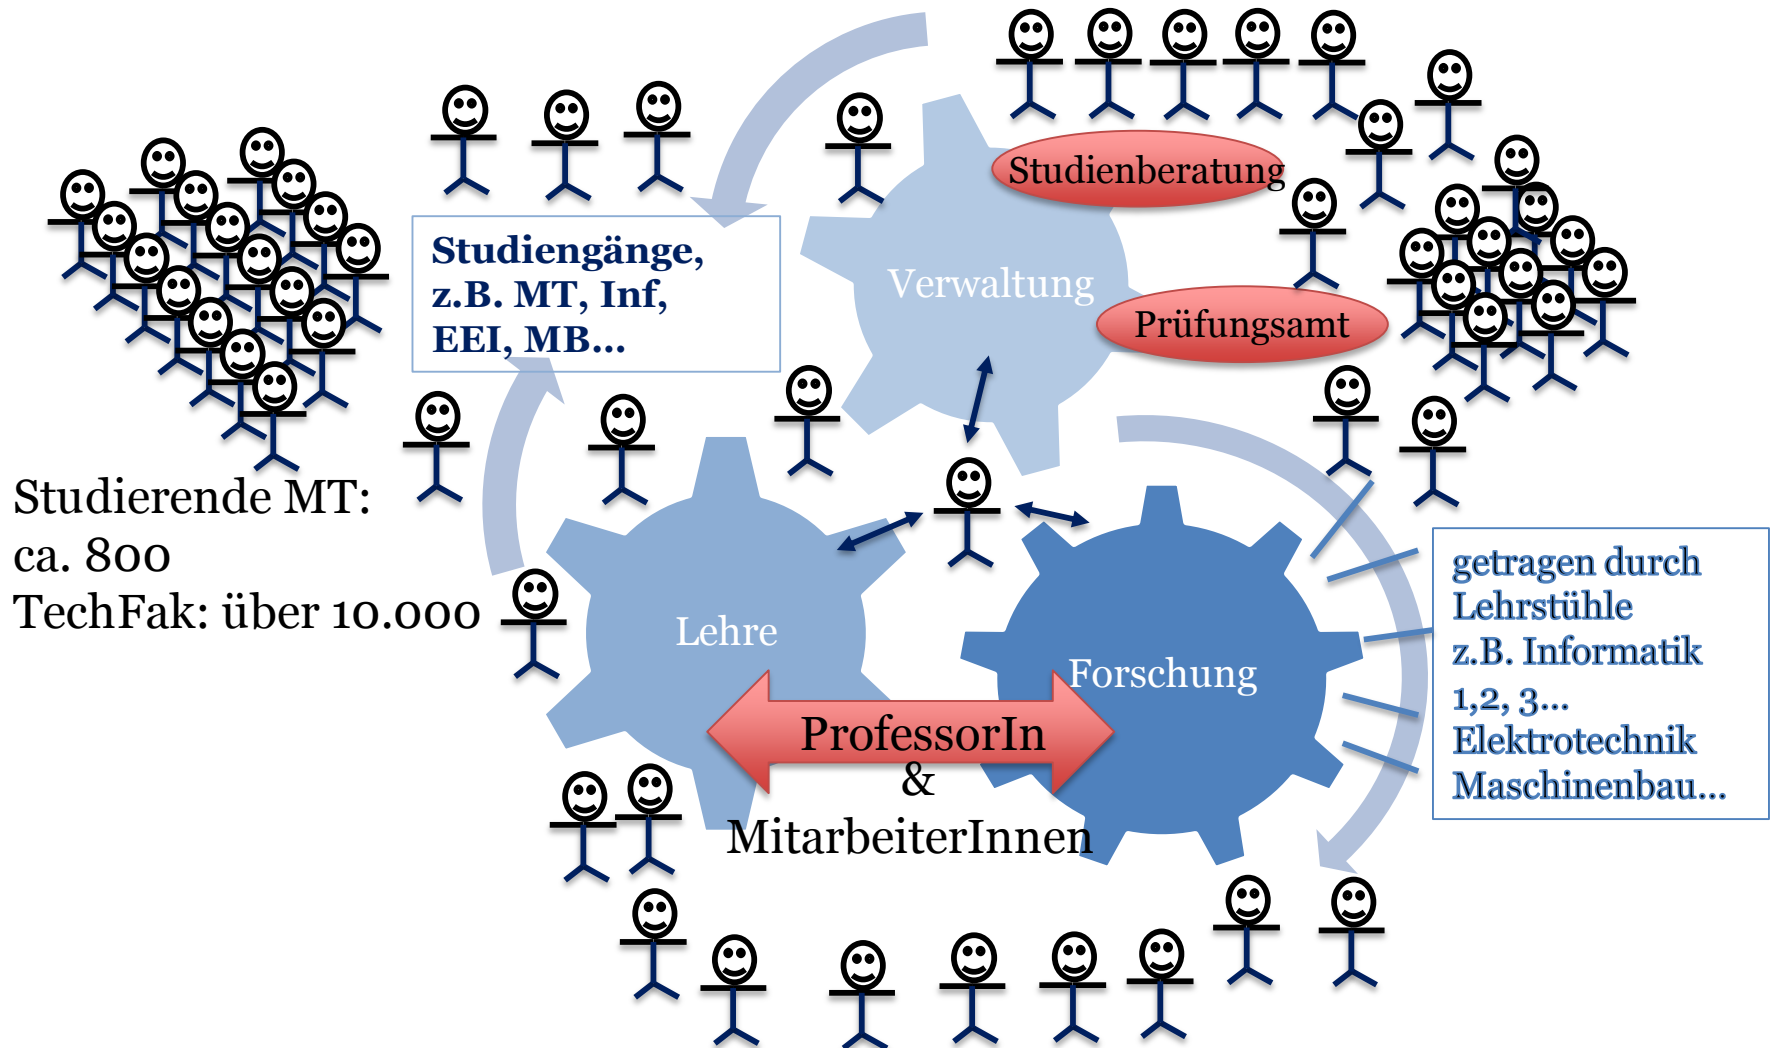 Studienberatung
Verwaltung
Prüfungsamt
Studiengänge,
z.B. MT, Inf,
EEI, MB...
Studierende MT:
ca. 800
TechFak: über 10.000
Lehre
Forschung
ProfessorIn
&
MitarbeiterInnen
getragen durch
Lehrstühle
z.B. Informatik
1,2, 3...
Elektrotechnik
Maschinenbau...